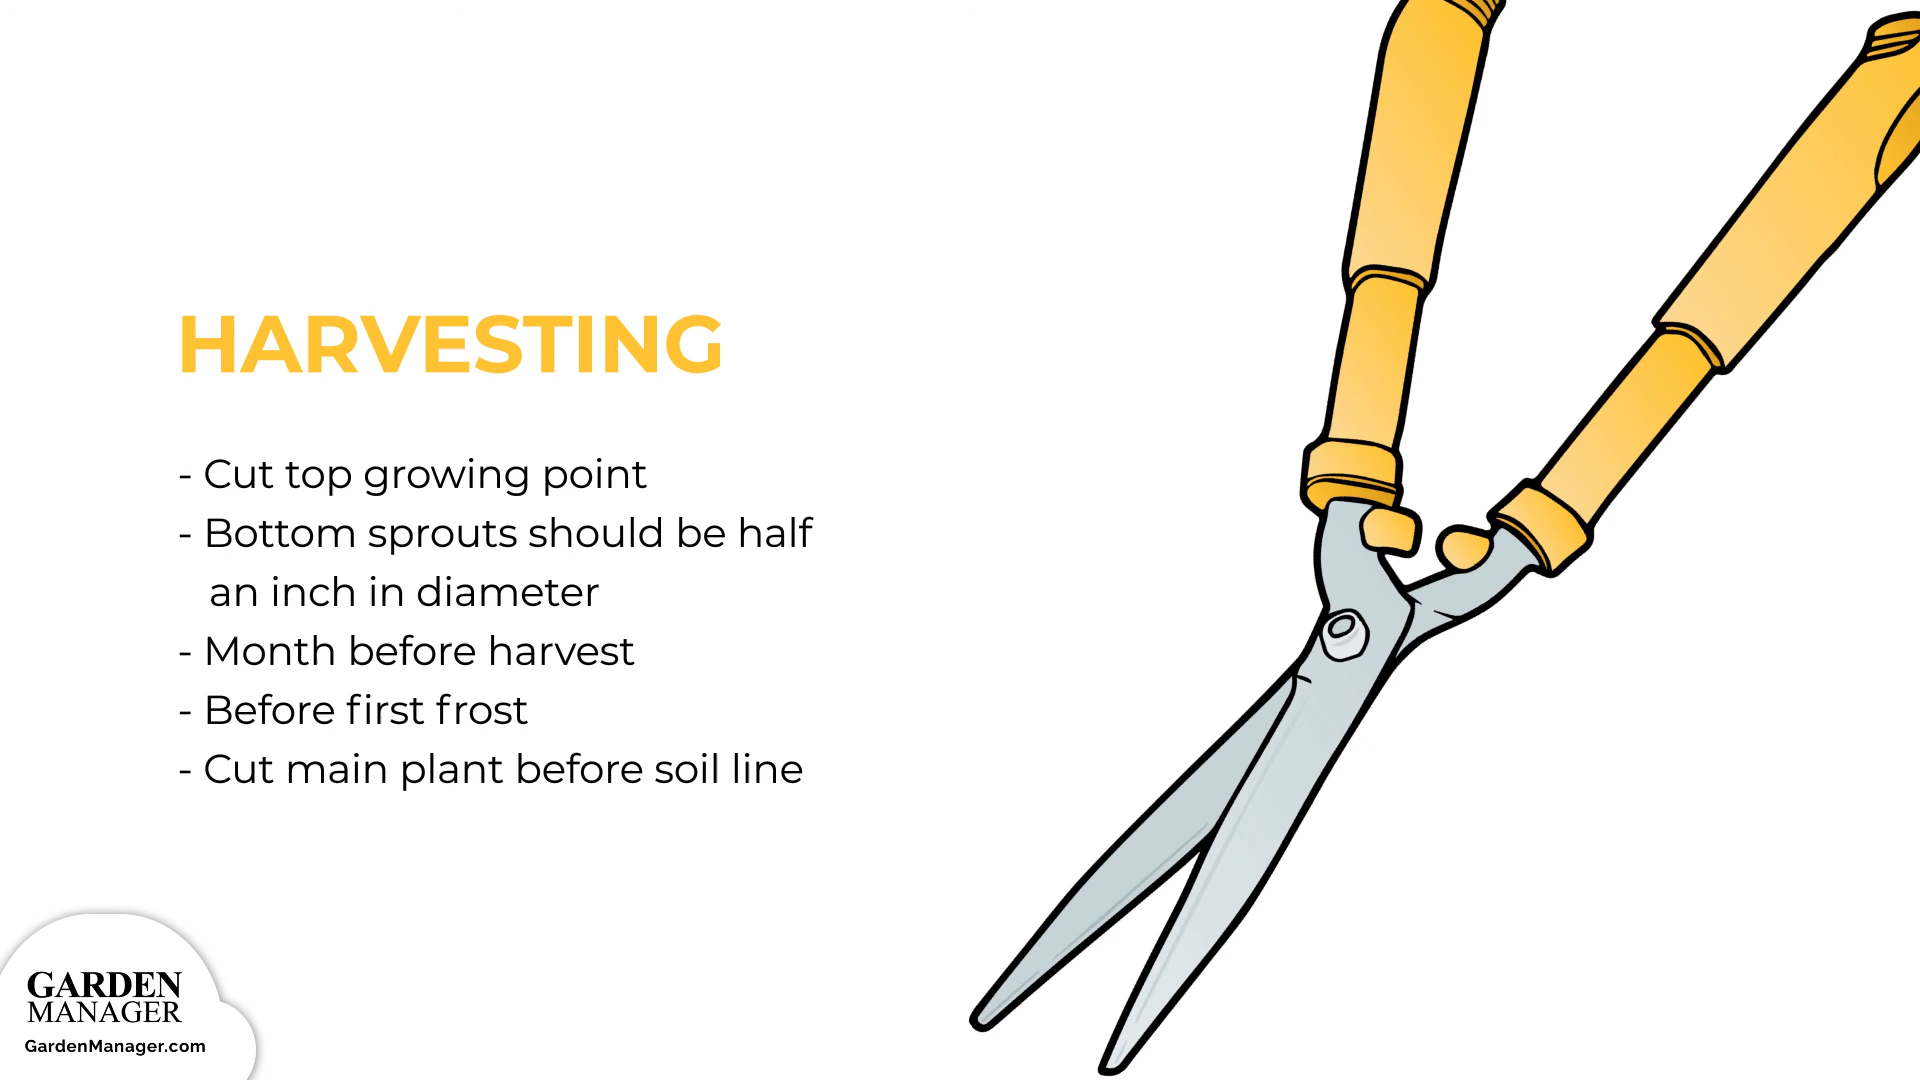 HARVESTING
- Cut top growing point
- Bottom sprouts should be half
an inch in diameter
- Month before harvest
- Before first frost
- Cut main plant before soil line
GARDEN
MANAGER
GardenManager.com